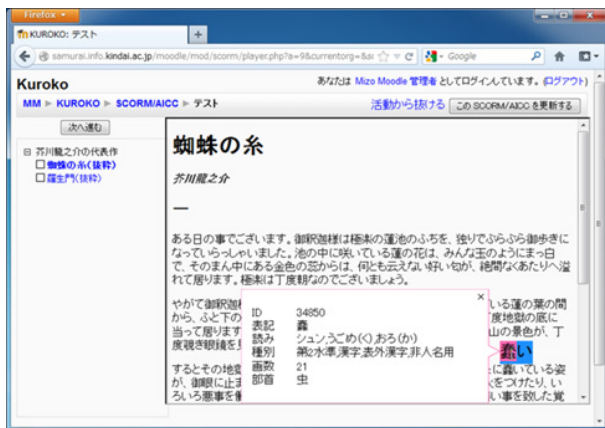 Firefox
KUROKO: テスト
samurai.info.kindai.ac.jp/moodle/mod/scorm/player.php?a=9&currentorg=&
Google
Kuroko
あなたは Mizo Moodle 管理者 としてログインしています。(ログアウト)
MM ► KUROKO ► SCORM/AICC ► テスト
活動から抜ける
この SCORM/AICC を更新する
次へ進む
芥川龍之介の代表作
蜘蛛の糸(抜粋)
羅生門(抜粋)
蜘蛛の糸
芥川龍之介
一
ある日の事でございます。御釈迦様は極楽の蓮池のふちを、独りでぶらぶら御歩きに
なっていらっしゃいました。池の中に咲いている蓮の花は、みんな玉のようにまっ白
で、そのまん中にある金色の蕊からは、何とも云えない好い匂が、絶間なくあたりへ溢
れて居ります。極楽は丁度朝なのでございましょう。
やがて御釈迦
いる蓮の葉の間
から、ふと下の
度地獄の底に
当って居ります
山の景色が、丁
度覗き眼鏡を見
×
ID 34850
表記 蠢
読み シュン,うごめ(く),おろ(か)
種別 第2水準,漢字,表外漢字,非人名用
画数 21
部首 虫
蠢い
するとその地獄
に蠢いている姿
が、御眼に止ま
をつけたり、い
ろいろ悪事を働
い事を致した覚